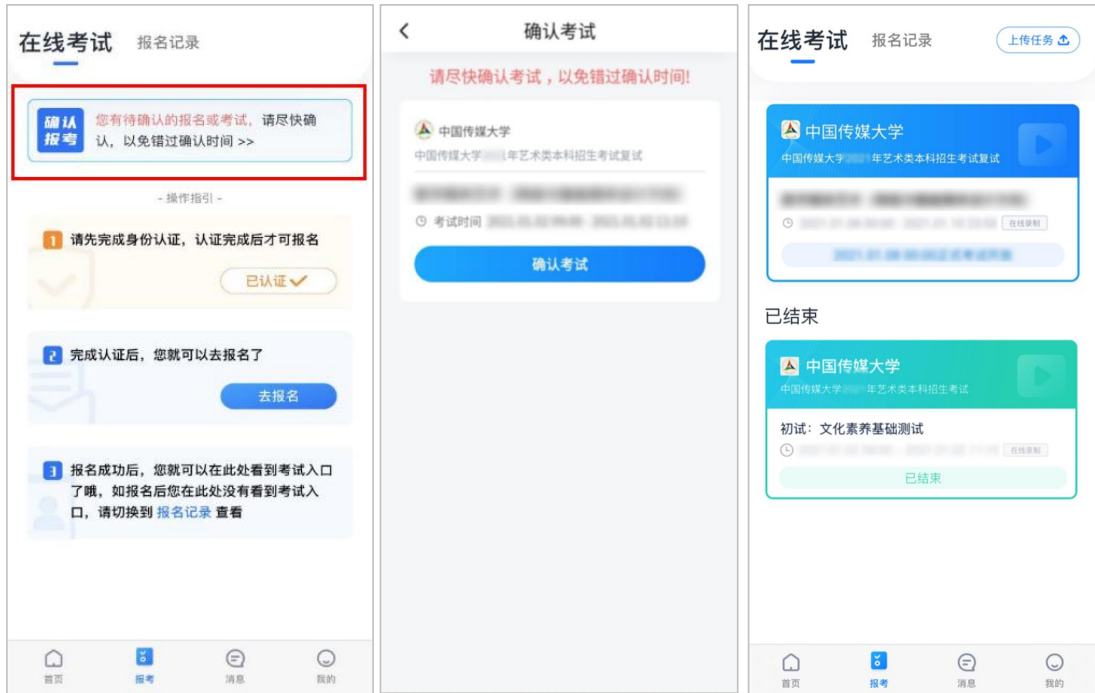 在线考试 报名记录
确认
报考
您有待确认的报名或考试，请尽快确
认，以免错过确认时间 >>
- 操作指引 -
1 请先完成身份认证，认证完成后才可报名
已认证
2 完成认证后，您就可以去报名了
去报名
3 报名成功后，您就可以在此处看到考试入口
了哦，如报名后您在此处没有看到考试入
口，请切换到 报名记录 查看
首页 报考 消息 我的
确认考试
请尽快确认考试，以免错过确认时间!
中国传媒大学
中国传媒大学 年艺术类本科招生考试复试
考试时间
确认考试
在线考试 报名记录 上传任务
中国传媒大学
中国传媒大学 年艺术类本科招生考试复试
在线录制
已结束
中国传媒大学
中国传媒大学 年艺术类本科招生考试
初试：文化素养基础测试
在线录制
已结束
首页 报考 消息 我的